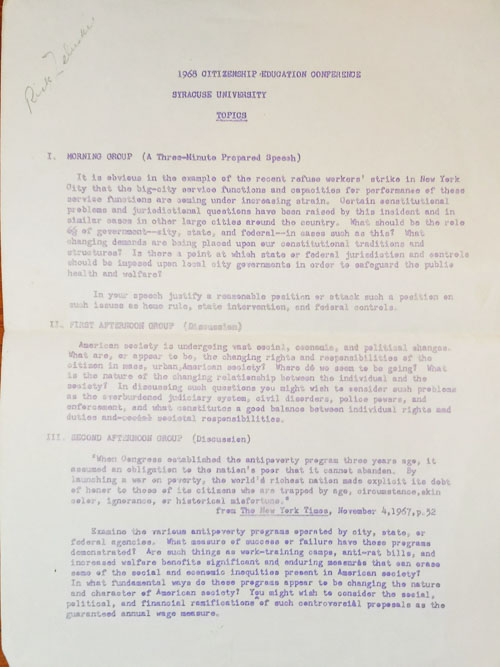 Rick
1968 CITIZENSHIP EDUCATION CONFERENCE
SYRACUSE UNIVERSITY
TOPICS
I. MORNING GROUP (A Three-Minute Prepared Speech)
It is obvious in the example of the recent refuse workers' strike in New York
City that the big-city service functions and capacities for performance of these
service functions are coming under increasing strain. Certain constitutional
problems and jurisdictional questions have been raised by this incident and in
similar cases in other large cities around the country. What should be the role
of government--city, state, and federal--in cases such as this? What
changing demands are being placed upon our constitutional traditions and
structures? Is there a point at which state or federal jurisdiction and controls
should be imposed upon local city governments in order to safeguard the public
health and welfare?
In your speech justify a reasonable position or attack such a position on
such issues as home rule, state intervention, and federal controls.
II. FIRST AFTERNOON GROUP (Discussion)
American society is undergoing vast social, economic, and political changes.
What are, or appear to be, the changing rights and responsibilities of the
citizen in mass, urban American society? Where do we seem to be going? What
is the nature of the changing relationship between the individual and the
society? In discussing such questions you might wish to consider such problems
as the overburdened judiciary system, civil disorders, police powers, and
enforcement, and what constitutes a good balance between individual rights and
duties and societal responsibilities.
III. SECOND AFTERNOON GROUP (Discussion)
"When Congress established the antipoverty program three years ago, it
assumed an obligation to the nation's poor that it cannot abandon. By
launching a war on poverty, the world's richest nation made explicit its debt
of honor to those of its citizens who are trapped by age, circumstance, skin
color, ignorance, or historical misfortune."
from The New York Times, November 4, 1967, p. 32
Examine the various antipoverty programs operated by city, state, or
federal agencies. What measure of success or failure have these programs
demonstrated? Are such things as work-training camps, anti-rat bills, and
increased welfare benefits significant and enduring measures that can erase
some of the social and economic inequities present in American society?
In what fundamental ways do these programs appear to be changing the nature
and character of American society? You might wish to consider the social,
political, and financial ramifications of such controversial proposals as the
guaranteed annual wage measure.